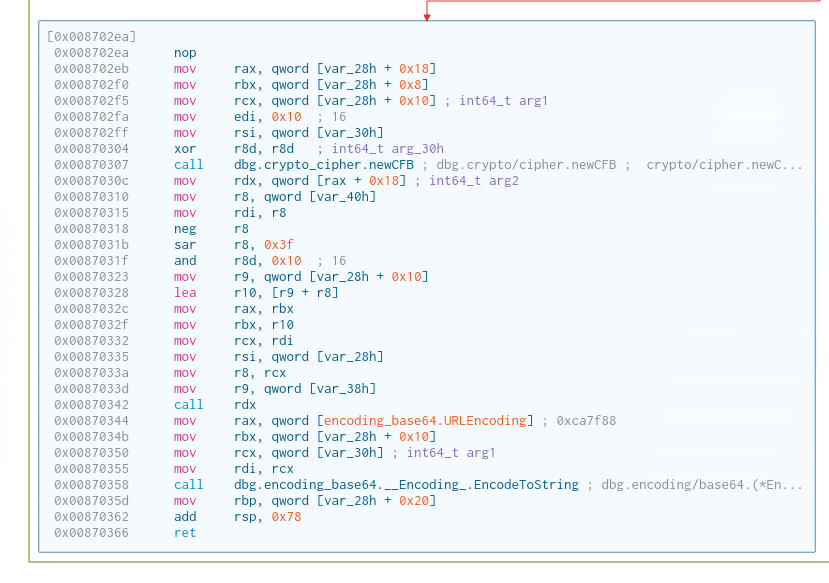 [0x008702ea]
0x008702ea nop
0x008702eb mov rax, qword [var_28h + 0x18]
0x008702f0 mov rbx, qword [var_28h + 0x8]
0x008702f5 mov rcx, qword [var_28h + 0x10] ; int64_t arg1
0x008702fa mov edi, 0x10 ; 16
0x008702ff mov rsi, qword [var_30h]
0x00870304 xor r8d, r8d ; int64_t arg_30h
0x00870307 call dbg.crypto_cipher.newCFB ; dbg.crypto/cipher.newCFB ; crypto/cipher.newC...
0x0087030c mov rdx, qword [rax + 0x18] ; int64_t arg2
0x00870310 mov r8, qword [var_40h]
0x00870315 mov rdi, r8
0x00870318 neg r8
0x0087031b sar r8, 0x3f
0x0087031f and r8d, 0x10 ; 16
0x00870323 mov r9, qword [var_28h + 0x10]
0x00870328 lea r10, [r9 + r8]
0x0087032c mov rax, rbx
0x0087032f mov rbx, r10
0x00870332 mov rcx, rdi
0x00870335 mov rsi, qword [var_28h]
0x0087033a mov r8, rcx
0x0087033d mov r9, qword [var_38h]
0x00870342 call rdx
0x00870344 mov rax, qword [encoding_base64.URLEncoding] ; 0xca7f88
0x0087034b mov rbx, qword [var_28h + 0x10]
0x00870350 mov rcx, qword [var_30h] ; int64_t arg1
0x00870355 mov rdi, rcx
0x00870358 call dbg.encoding_base64.__Encoding_.EncodeToString ; dbg.encoding/base64.(*En...
0x0087035d mov rbp, qword [var_28h + 0x20]
0x00870362 add rsp, 0x78
0x00870366 ret